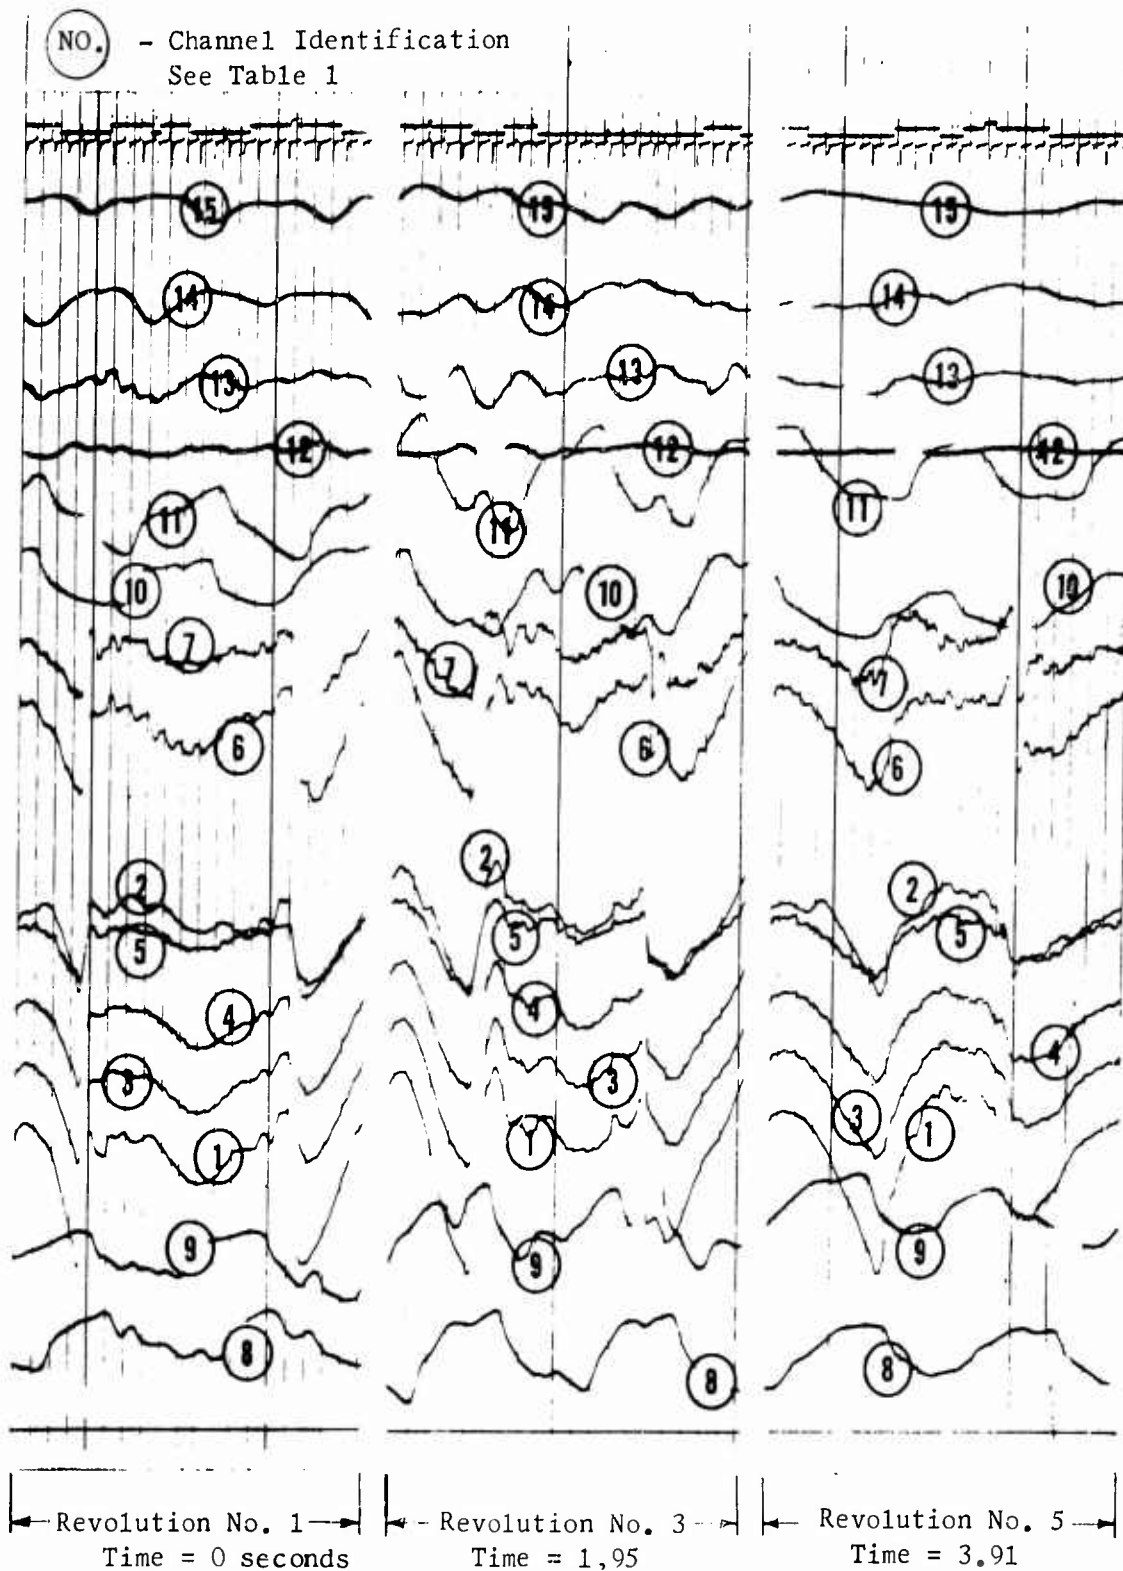 NO. - Channel Identification
See Table 1
15 15 15
14 14 14
13 13 13
12 12 12
11 11 11
10 10 10
7 7 7
6 6 6
2 2 2
5 5 5
4 4 4
3 3 3
1 1
9 9 9
8 8 8
Revolution No. 1 Revolution No. 3 Revolution No. 5
Time = 0 seconds Time = 1,95 Time = 3.91